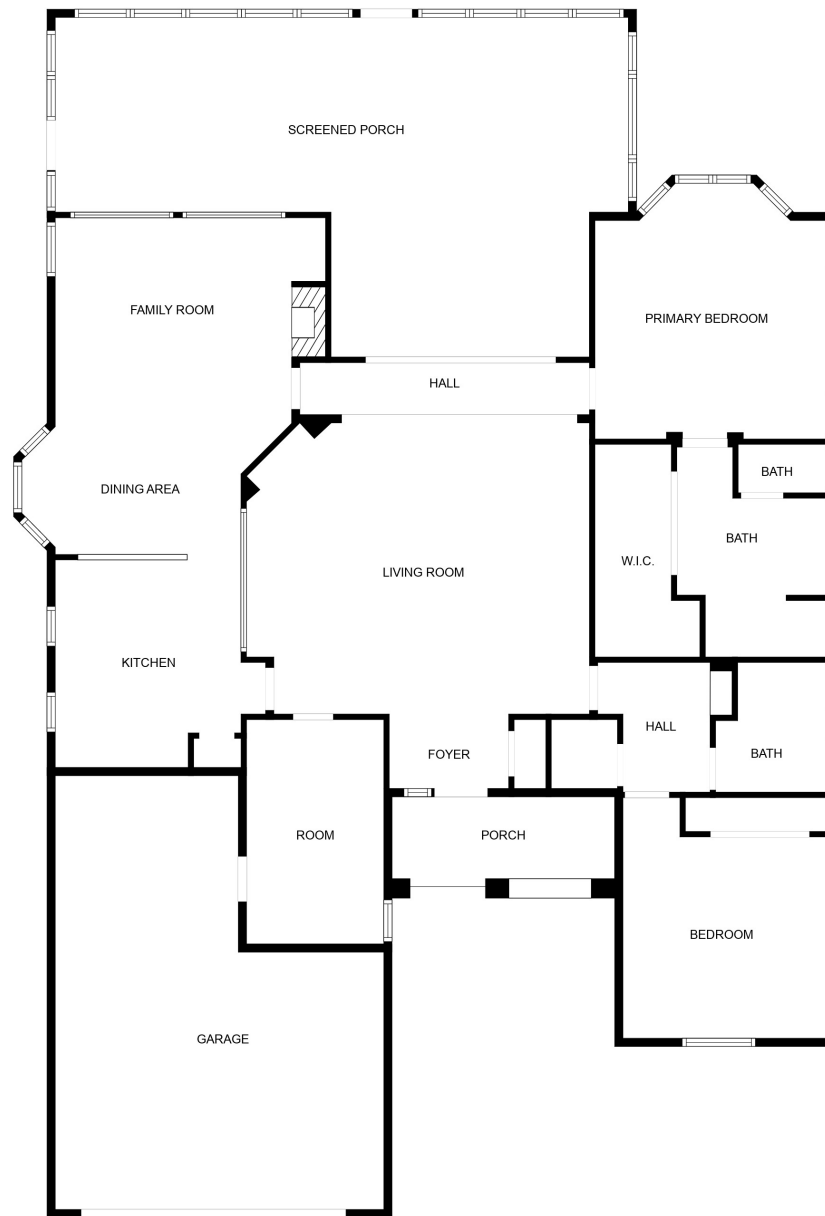 SCREENED PORCH
FAMILY ROOM
PRIMARY BEDROOM
HALL
BATH
DINING AREA
BATH
W.I.C.
LIVING ROOM
KITCHEN
HALL
FOYER
BATH
ROOM
PORCH
BEDROOM
GARAGE